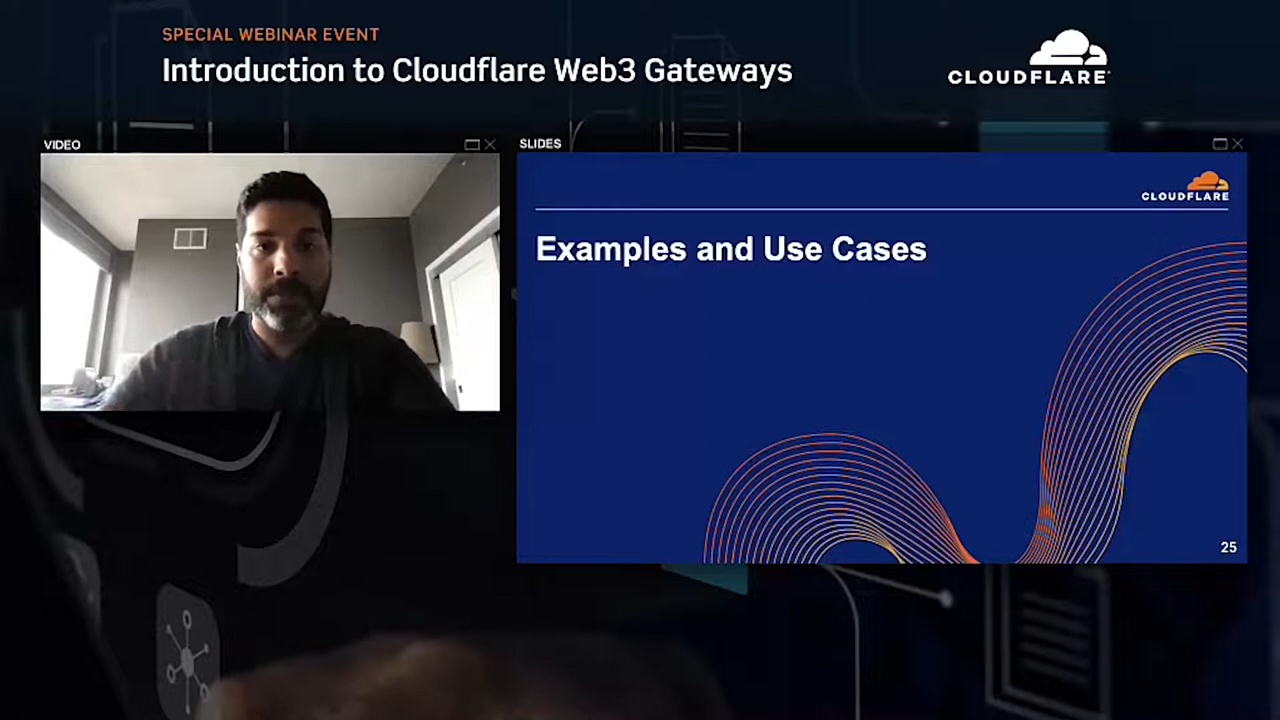 SPECIAL WEBINAR EVENT
Introduction to Cloudflare Web3 Gateways
CLOUDFLARE
VIDEO
SLIDES
CLOUDFLARE
Examples and Use Cases
25